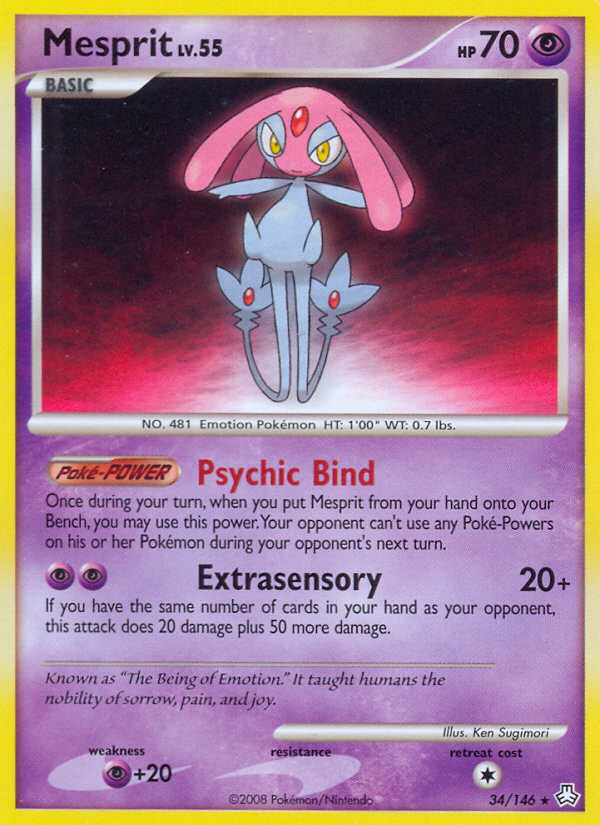 Mesprit LV.55
HP 70
BASIC
NO. 481 Emotion Pokémon HT: 1'00" WT: 0.7 lbs.
Poké-POWER Psychic Bind
Once during your turn, when you put Mesprit from your hand onto your
Bench, you may use this power. Your opponent can't use any Poké-Powers
on his or her Pokémon during your opponent's next turn.
Extrasensory 20+
If you have the same number of cards in your hand as your opponent,
this attack does 20 damage plus 50 more damage.
Known as "The Being of Emotion." It taught humans the
nobility of sorrow, pain, and joy.
Illus. Ken Sugimori
weakness resistance retreat cost
+20
©2008 Pokémon/Nintendo 34/146 ★